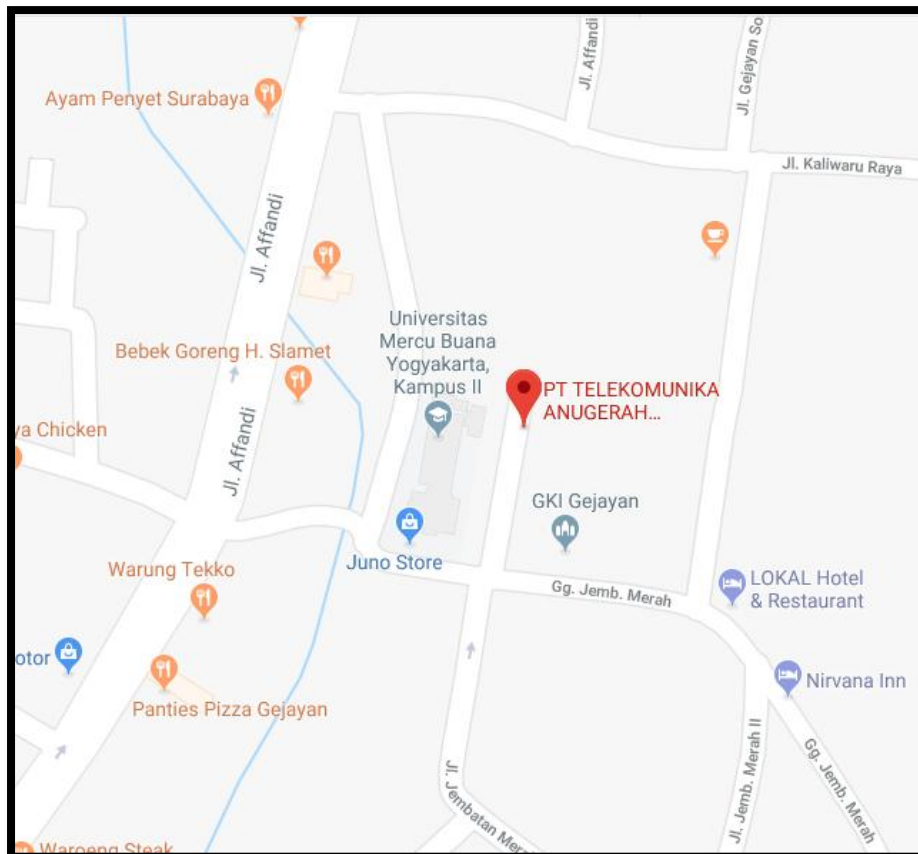 Jl. Affandi
Jl. Gejayan So
Ayam Penyet Surabaya
Jl. Kaliwaru Raya
Jl. Affandi
Universitas
Mercu Buana
Yogyakarta,
Kampus II
Bebek Goreng H. Slamet
PT TELEKOMUNIKA
ANUGERAH...
ya Chicken
Jl. Affandi
GKI Gejayan
Juno Store
Warung Tekko
Gg. Jemb. Merah
LOKAL Hotel
& Restaurant
otor
Nirvana Inn
Panties Pizza Gejayan
Jl. Jembatan Mera
Jl. Jemb. Merah II
Gg. Jemb. Merah
Waroeng Steak